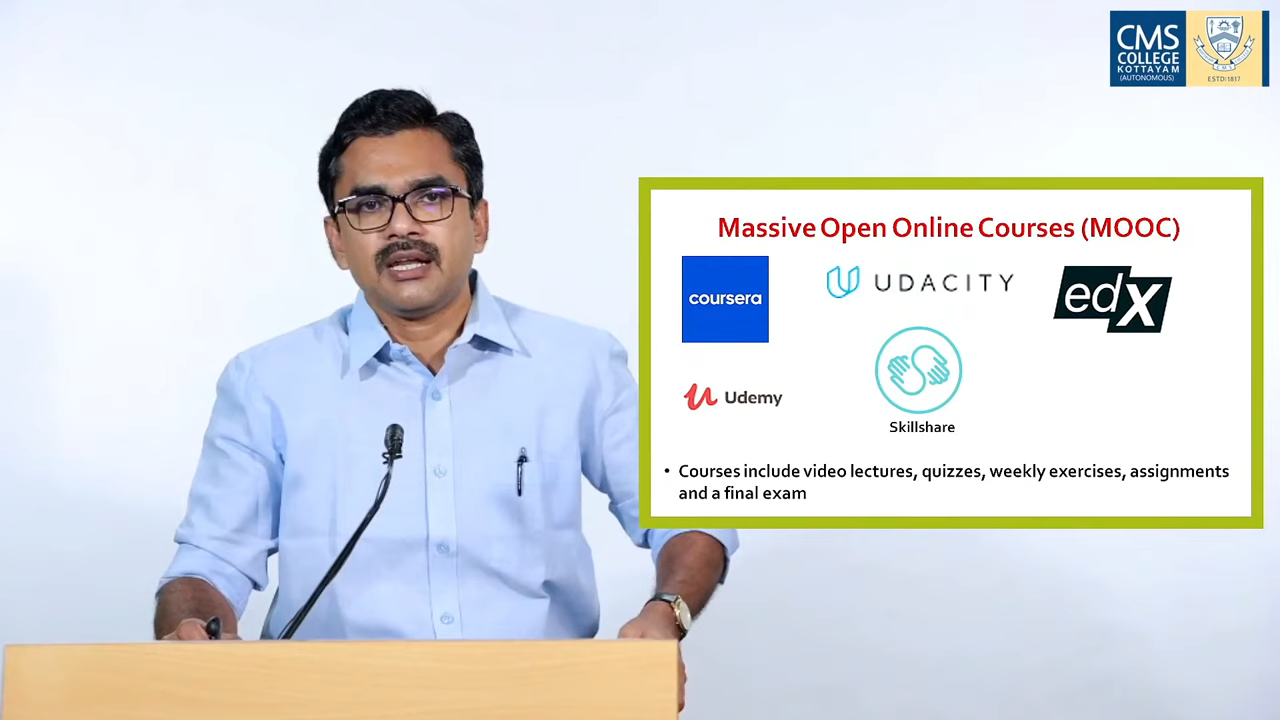 CMS
COLLEGE
KOTTAYAM
(AUTONOMOUS)
ESTD:1817
Massive Open Online Courses (MOOC)
coursera
UDACITY
edX
Udemy
Skillshare
• Courses include video lectures, quizzes, weekly exercises, assignments
and a final exam